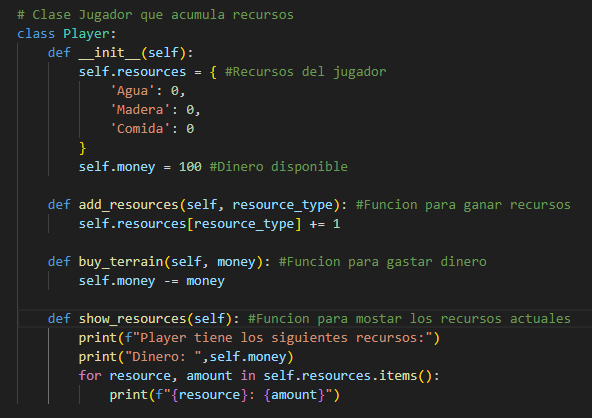 # Clase Jugador que acumula recursos
class Player:
    def __init__(self):
        self.resources = { #Recursos del jugador
            'Agua': 0,
            'Madera': 0,
            'Comida': 0
        }
        self.money = 100 #Dinero disponible
    def add_resources(self, resource_type): #Funcion para ganar recursos
        self.resources[resource_type] += 1
    def buy_terrain(self, money): #Funcion para gastar dinero
        self.money -= money
    def show_resources(self): #Funcion para mostar los recursos actuales
        print(f"Player tiene los siguientes recursos:")
        print("Dinero: ",self.money)
        for resource, amount in self.resources.items():
            print(f"{resource}: {amount}")